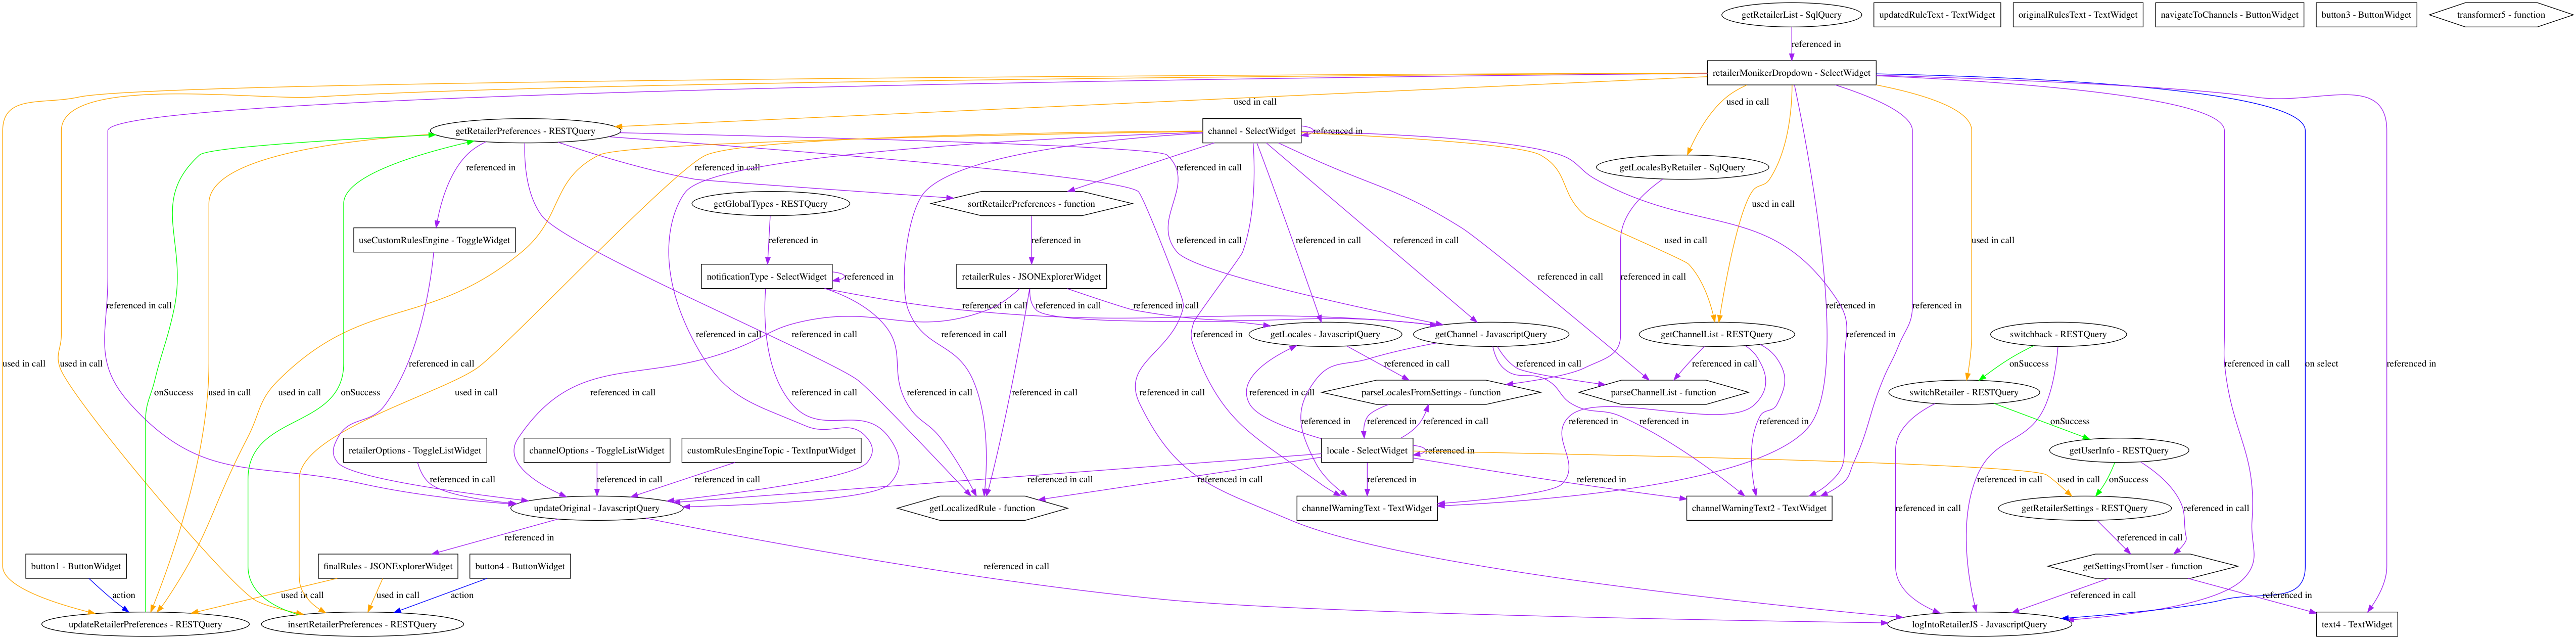 getRetailerList - SqlQuery
updatedRuleText - TextWidget
originalRulesText - TextWidget
navigateToChannels - ButtonWidget
button3 - ButtonWidget
transformer5 - function
referenced in
retailerMonikerDropdown - SelectWidget
used in call
used in call
getRetailerPreferences - RESTQuery
channel - SelectWidget
referenced in
referenced in
referenced in call
referenced in call
getLocalesByRetailer - SqlQuery
getGlobalTypes - RESTQuery
sortRetailerPreferences - function
used in call
useCustomRulesEngine - ToggleWidget
referenced in
referenced in
referenced in call
referenced in call
referenced in call
used in call
used in call
notificationType - SelectWidget
referenced in
retailerRules - JSONExplorerWidget
referenced in call
referenced in call
referenced in call
referenced in call
referenced in call
referenced in call
referenced in
referenced in
referenced in call
referenced in call
referenced in call
referenced in
getLocales - JavascriptQuery
getChannel - JavascriptQuery
getChannelList - RESTQuery
switchback - RESTQuery
referenced in
used in call
referenced in call
referenced in call
referenced in call
referenced in call
onSuccess
referenced in call
on select
referenced in
onSuccess
used in call
used in call
onSuccess
used in call
referenced in call
referenced in call
referenced in call
referenced in call
referenced in call
referenced in call
parseLocalesFromSettings - function
parseChannelList - function
switchRetailer - RESTQuery
referenced in
referenced in
referenced in call
referenced in
onSuccess
retailerOptions - ToggleListWidget
channelOptions - ToggleListWidget
customRulesEngineTopic - TextInputWidget
locale - SelectWidget
referenced in
getUserInfo - RESTQuery
referenced in call
referenced in call
referenced in call
referenced in call
referenced in call
referenced in
referenced in
used in call
referenced in call
onSuccess
updateOriginal - JavascriptQuery
getLocalizedRule - function
channelWarningText - TextWidget
channelWarningText2 - TextWidget
getRetailerSettings - RESTQuery
referenced in call
referenced in call
referenced in
referenced in call
button1 - ButtonWidget
finalRules - JSONExplorerWidget
button4 - ButtonWidget
referenced in call
getSettingsFromUser - function
action
used in call
used in call
action
referenced in call
referenced in
updateRetailerPreferences - RESTQuery
insertRetailerPreferences - RESTQuery
logIntoRetailerJS - JavascriptQuery
text4 - TextWidget